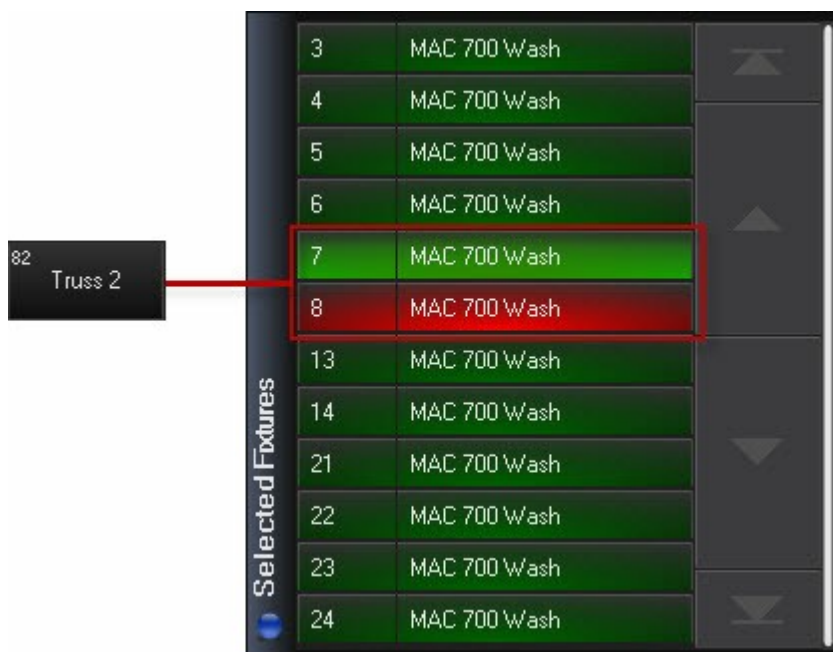 82
Truss 2
Selected Fixtures
3 MAC 700 Wash
4 MAC 700 Wash
5 MAC 700 Wash
6 MAC 700 Wash
7 MAC 700 Wash
8 MAC 700 Wash
13 MAC 700 Wash
14 MAC 700 Wash
21 MAC 700 Wash
22 MAC 700 Wash
23 MAC 700 Wash
24 MAC 700 Wash